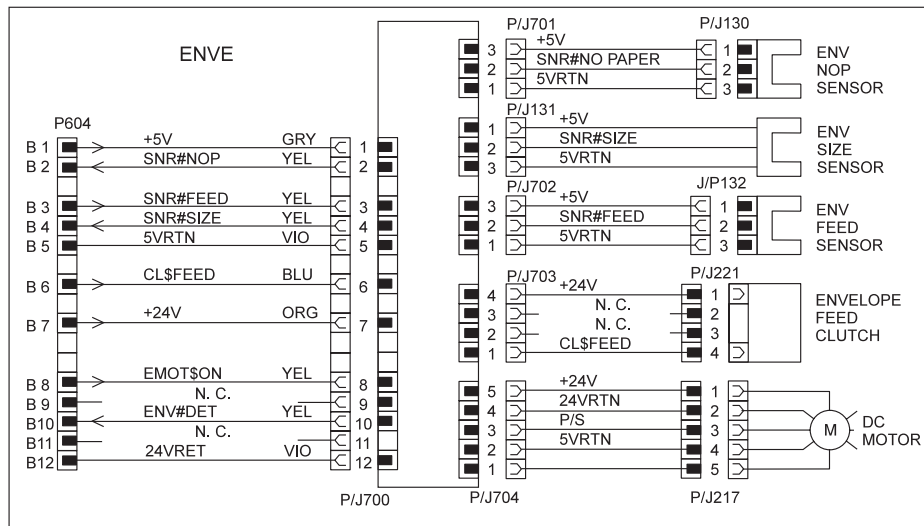 ENVE
P604
B 1 +5V GRY 1
B 2 SNR#NOP YEL 2
B 3 SNR#FEED YEL 3
B 4 SNR#SIZE YEL 4
B 5 5VRTN VIO 5
B 6 CL$FEED BLU 6
B 7 +24V ORG 7
B 8 EMOT$ON YEL 8
B 9 N. C. 9
B10 ENV#DET YEL 10
B11 N. C. 11
B12 24VRET VIO 12
P/J700
P/J701 P/J130
3 +5V 1 ENV
2 SNR#NO PAPER 2 NOP
1 5VRTN 3 SENSOR
P/J131
1 +5V ENV
2 SNR#SIZE SIZE
3 5VRTN SENSOR
P/J702 J/P132
3 +5V 1 ENV
2 SNR#FEED 2 FEED
1 5VRTN 3 SENSOR
P/J703 P/J221
4 +24V 1 ENVELOPE
3 N. C. 2 FEED
2 N. C. 3 CLUTCH
1 CL$FEED 4
5 +24V 1
4 24VRTN 2
3 P/S 3 M DC
2 5VRTN 4 MOTOR
1 5
P/J704 P/J217